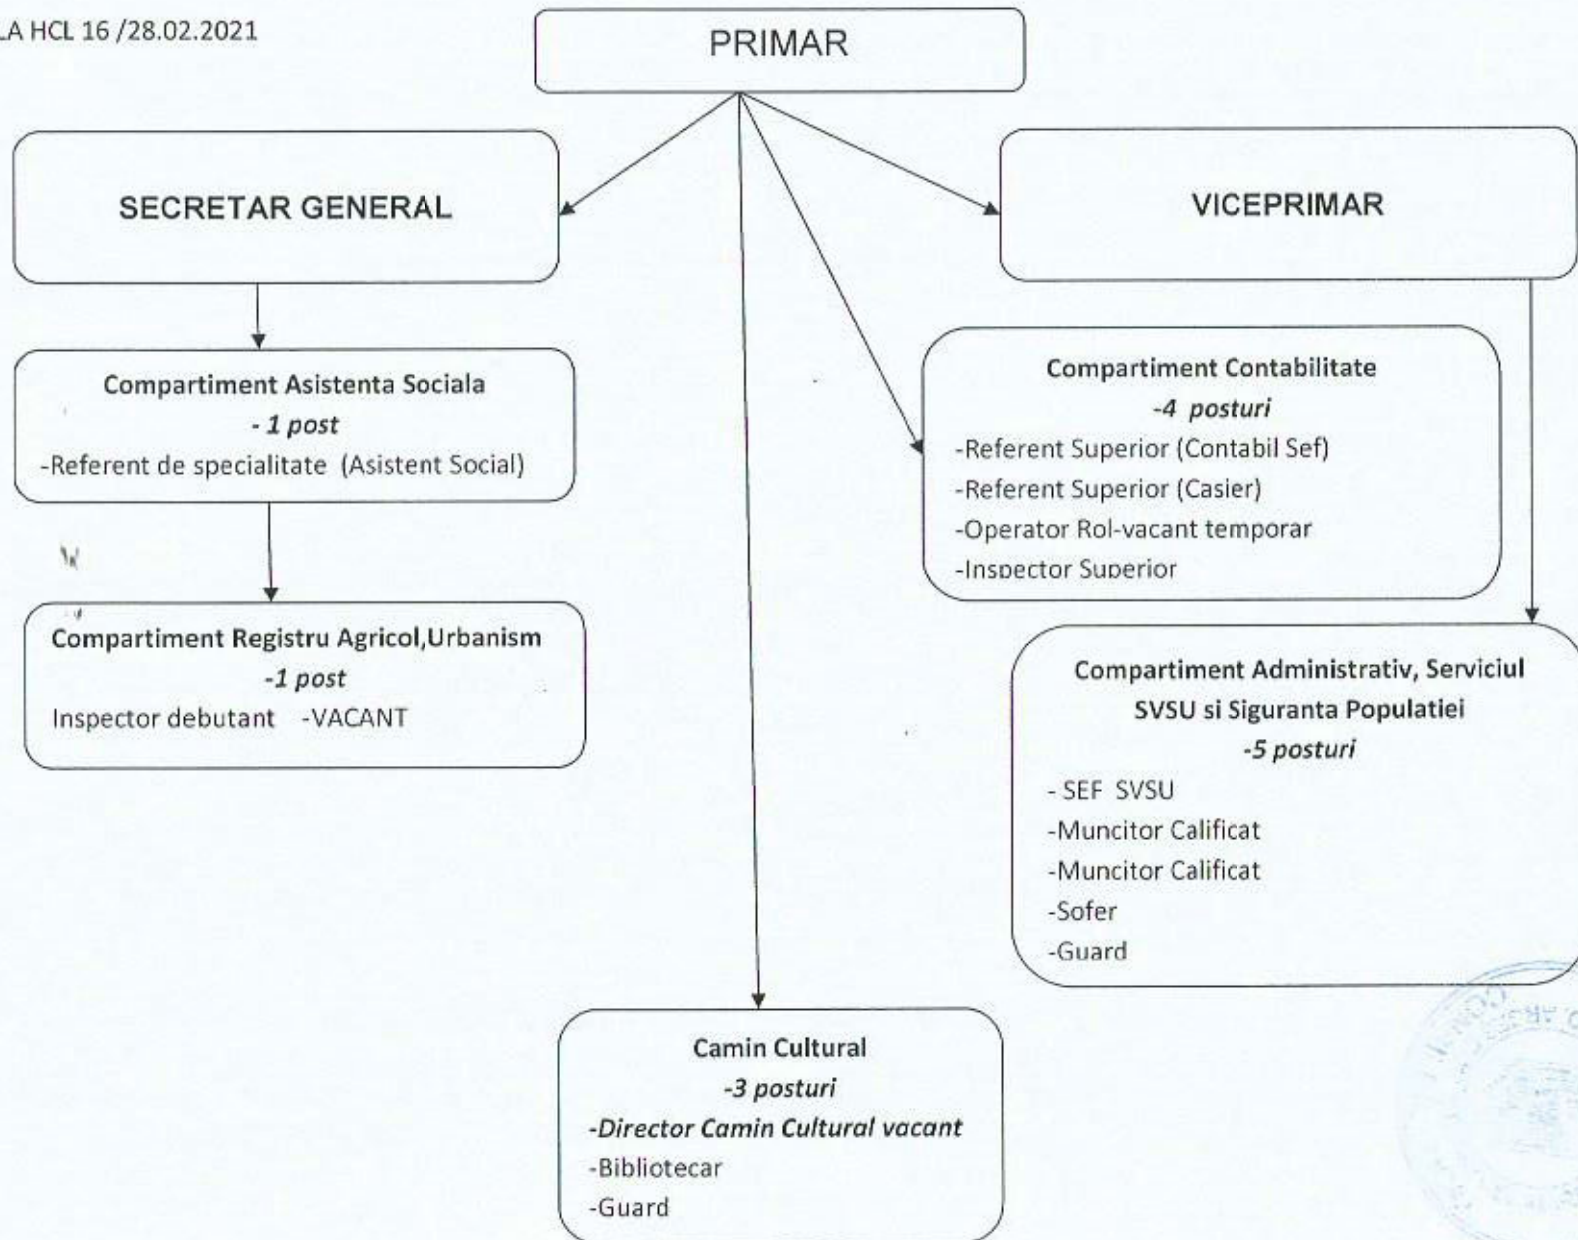 LA HCL 16 /28.02.2021
PRIMAR
SECRETAR GENERAL
VICEPRIMAR
Compartiment Asistenta Sociala
- 1 post
-Referent de specialitate (Asistent Social)
Compartiment Contabilitate
-4 posturi
-Referent Superior (Contabil Sef)
-Referent Superior (Casier)
-Operator Rol-vacant temporar
-Inspector Superior
Compartiment Registru Agricol,Urbanism
-1 post
Inspector debutant -VACANT
Compartiment Administrativ, Serviciul
SVSU si Siguranta Populatiei
-5 posturi
- SEF SVSU
-Muncitor Calificat
-Muncitor Calificat
-Sofer
-Guard
Camin Cultural
-3 posturi
-Director Camin Cultural vacant
-Bibliotecar
-Guard